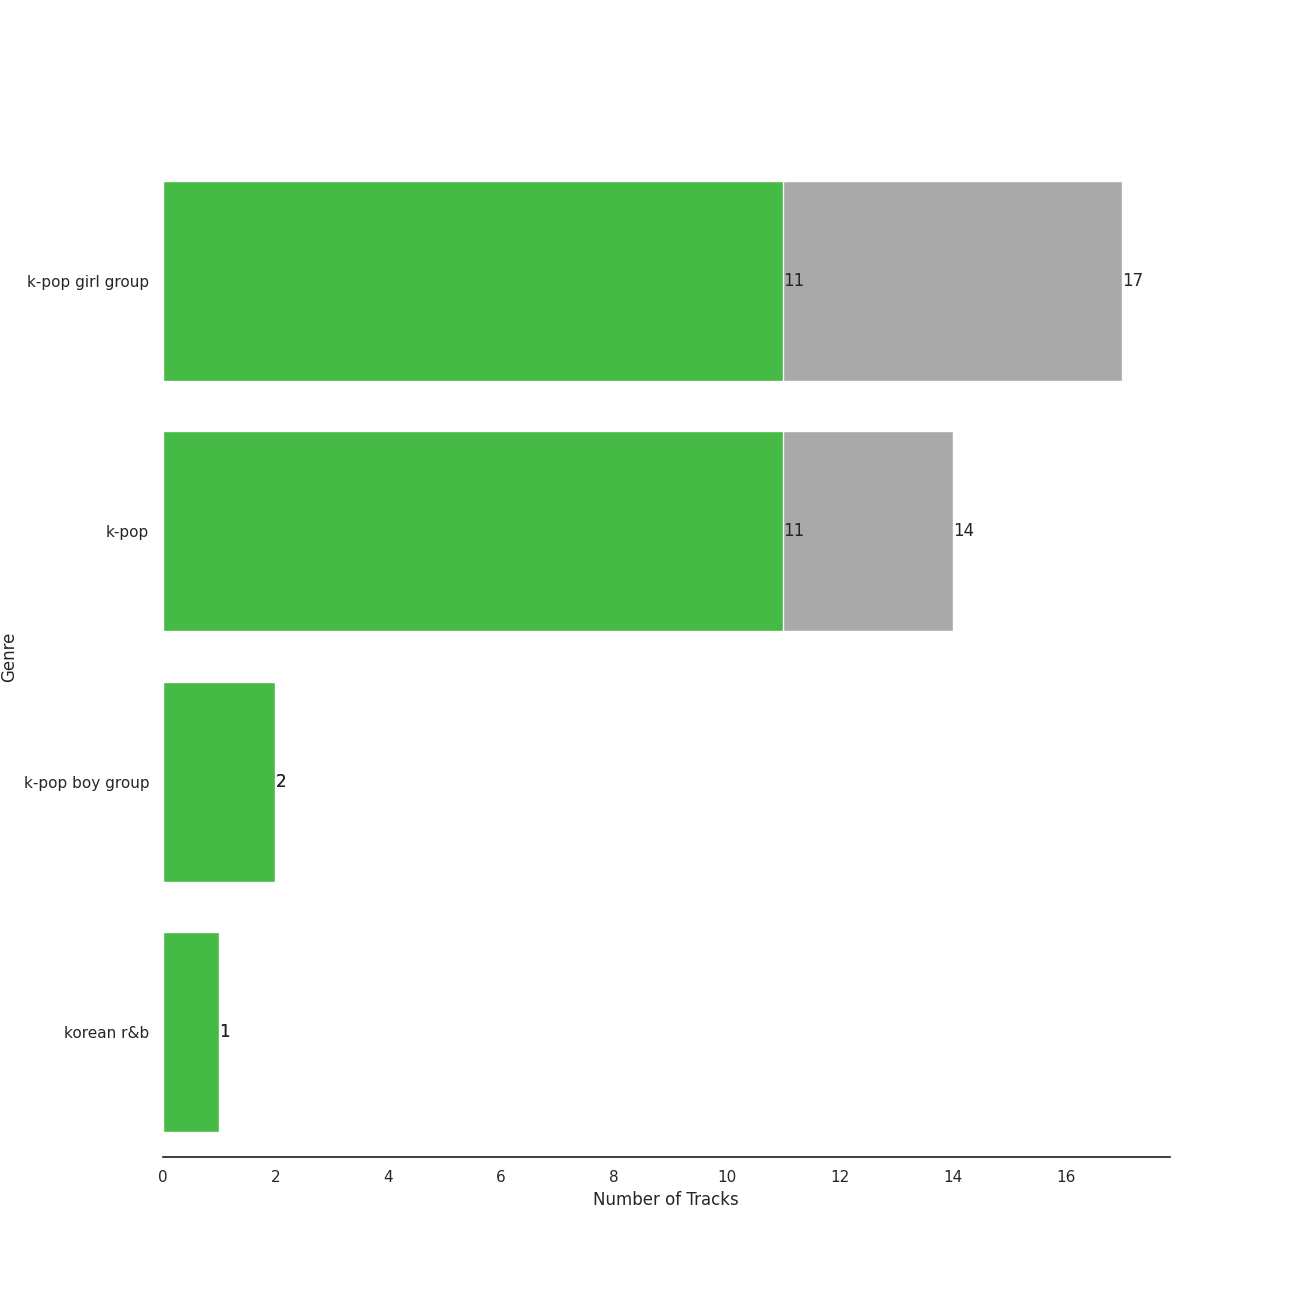 k-pop girl group
11
17
k-pop
11
14
Genre
k-pop boy group
2
korean r&b
1
0 2 4 6 8 10 12 14 16
Number of Tracks